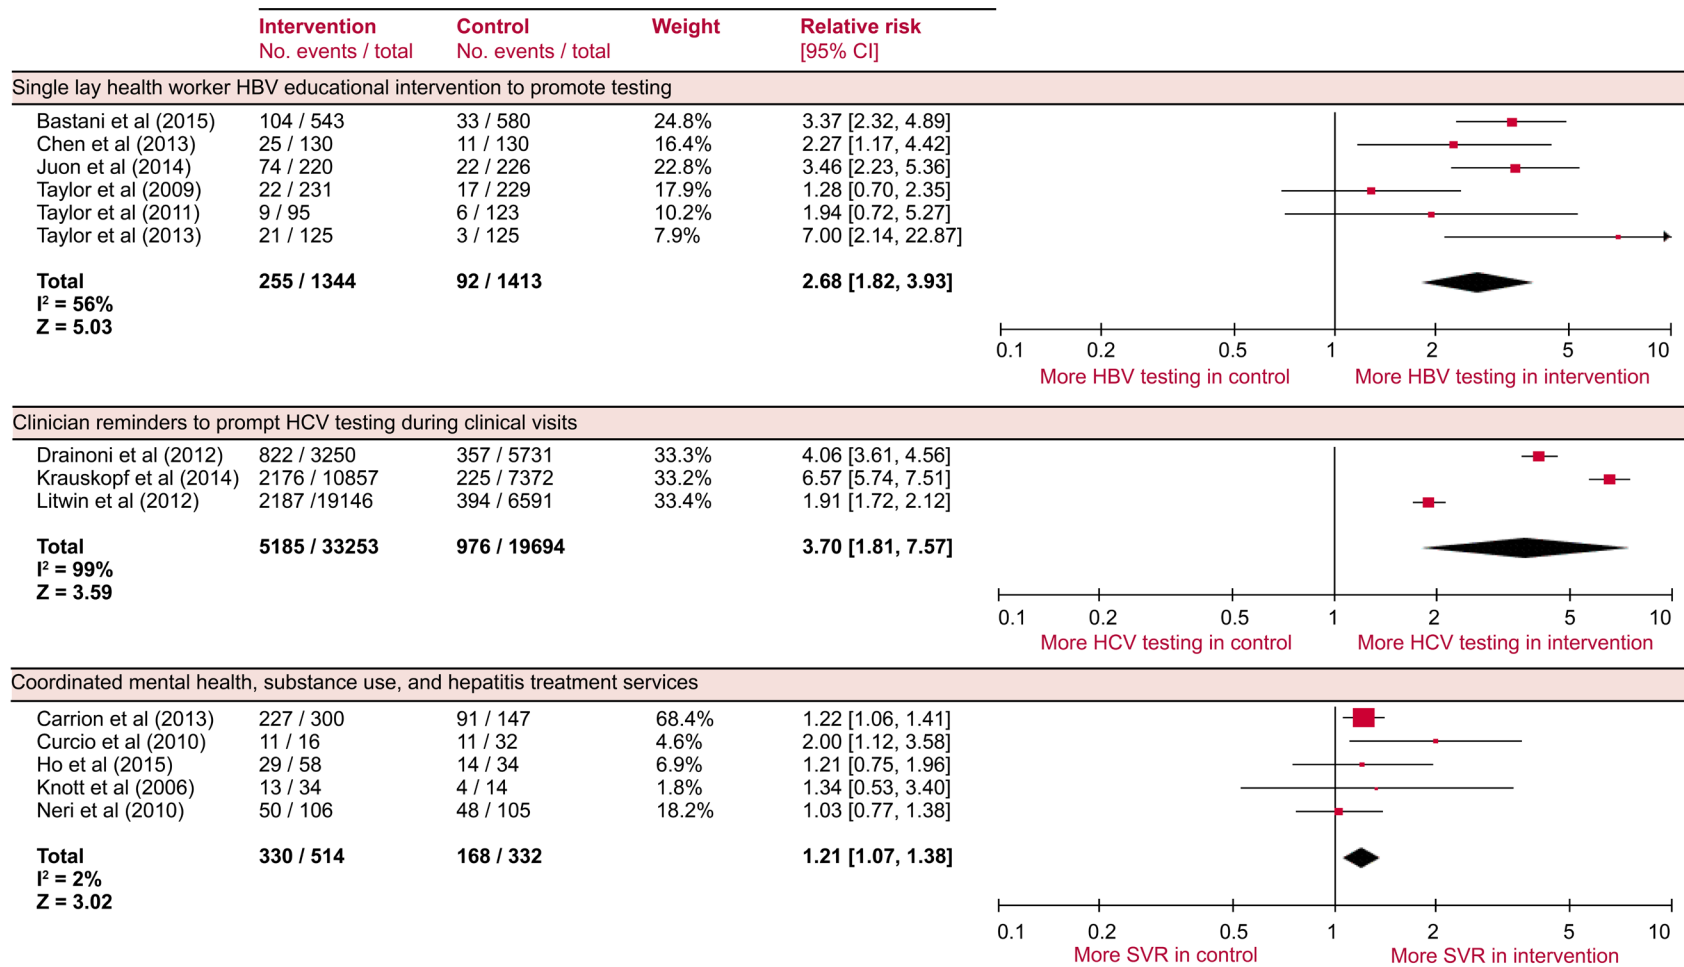 Intervention Control Weight Relative risk
No. events / total No. events / total [95% CI]
Single lay health worker HBV educational intervention to promote testing
Bastani et al (2015) 104 / 543 33 / 580 24.8% 3.37 [2.32, 4.89]
Chen et al (2013) 25 / 130 11 / 130 16.4% 2.27 [1.17, 4.42]
Juon et al (2014) 74 / 220 22 / 226 22.8% 3.46 [2.23, 5.36]
Taylor et al (2009) 22 / 231 17 / 229 17.9% 1.28 [0.70, 2.35]
Taylor et al (2011) 9 / 95 6 / 123 10.2% 1.94 [0.72, 5.27]
Taylor et al (2013) 21 / 125 3 / 125 7.9% 7.00 [2.14, 22.87]
Total 255 / 1344 92 / 1413 2.68 [1.82, 3.93]
I² = 56%
Z = 5.03
0.1 0.2 0.5 1 2 5 10
More HBV testing in control More HBV testing in intervention
Clinician reminders to prompt HCV testing during clinical visits
Drainoni et al (2012) 822 / 3250 357 / 5731 33.3% 4.06 [3.61, 4.56]
Krauskopf et al (2014) 2176 / 10857 225 / 7372 33.2% 6.57 [5.74, 7.51]
Litwin et al (2012) 2187 /19146 394 / 6591 33.4% 1.91 [1.72, 2.12]
Total 5185 / 33253 976 / 19694 3.70 [1.81, 7.57]
I² = 99%
Z = 3.59
0.1 0.2 0.5 1 2 5 10
More HCV testing in control More HCV testing in intervention
Coordinated mental health, substance use, and hepatitis treatment services
Carrion et al (2013) 227 / 300 91 / 147 68.4% 1.22 [1.06, 1.41]
Curcio et al (2010) 11 / 16 11 / 32 4.6% 2.00 [1.12, 3.58]
Ho et al (2015) 29 / 58 14 / 34 6.9% 1.21 [0.75, 1.96]
Knott et al (2006) 13 / 34 4 / 14 1.8% 1.34 [0.53, 3.40]
Neri et al (2010) 50 / 106 48 / 105 18.2% 1.03 [0.77, 1.38]
Total 330 / 514 168 / 332 1.21 [1.07, 1.38]
I² = 2%
Z = 3.02
0.1 0.2 0.5 1 2 5 10
More SVR in control More SVR in intervention